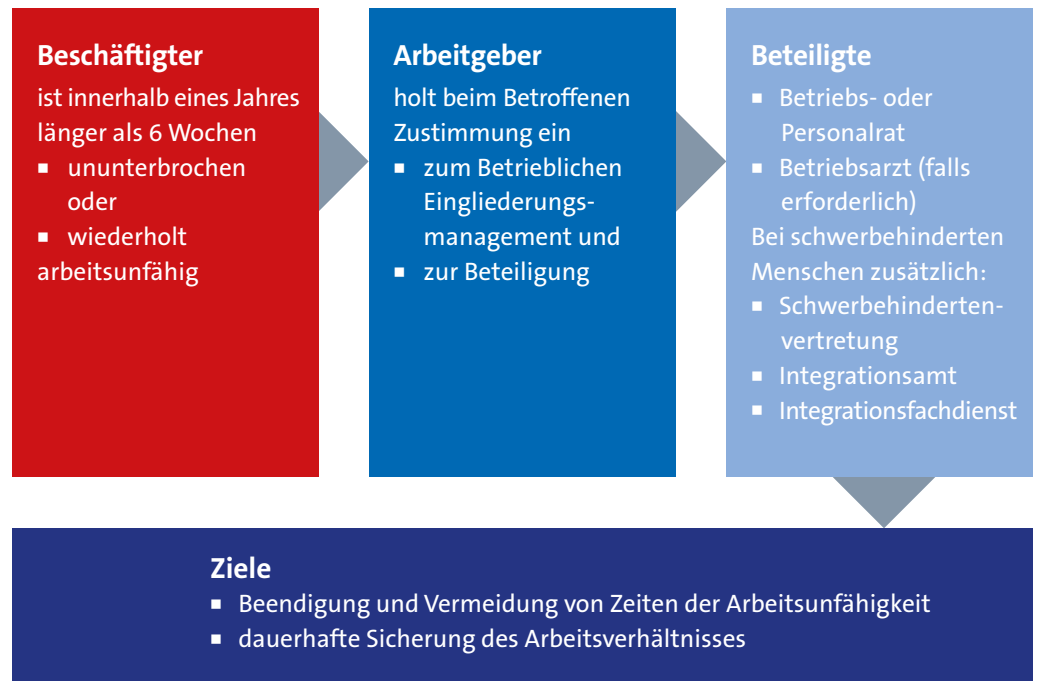 Beschäftigter
ist innerhalb eines Jahres
länger als 6 Wochen
▪ ununterbrochen
oder
▪ wiederholt
arbeitsunfähig
Arbeitgeber
holt beim Betroffenen
Zustimmung ein
▪ zum Betrieblichen
Eingliederungs-
management und
▪ zur Beteiligung
Beteiligte
▪ Betriebs- oder
Personalrat
▪ Betriebsarzt (falls
erforderlich)
Bei schwerbehinderten
Menschen zusätzlich:
▪ Schwerbehinderten-
vertretung
▪ Integrationsamt
▪ Integrationsfachdienst
Ziele
▪ Beendigung und Vermeidung von Zeiten der Arbeitsunfähigkeit
▪ dauerhafte Sicherung des Arbeitsverhältnisses